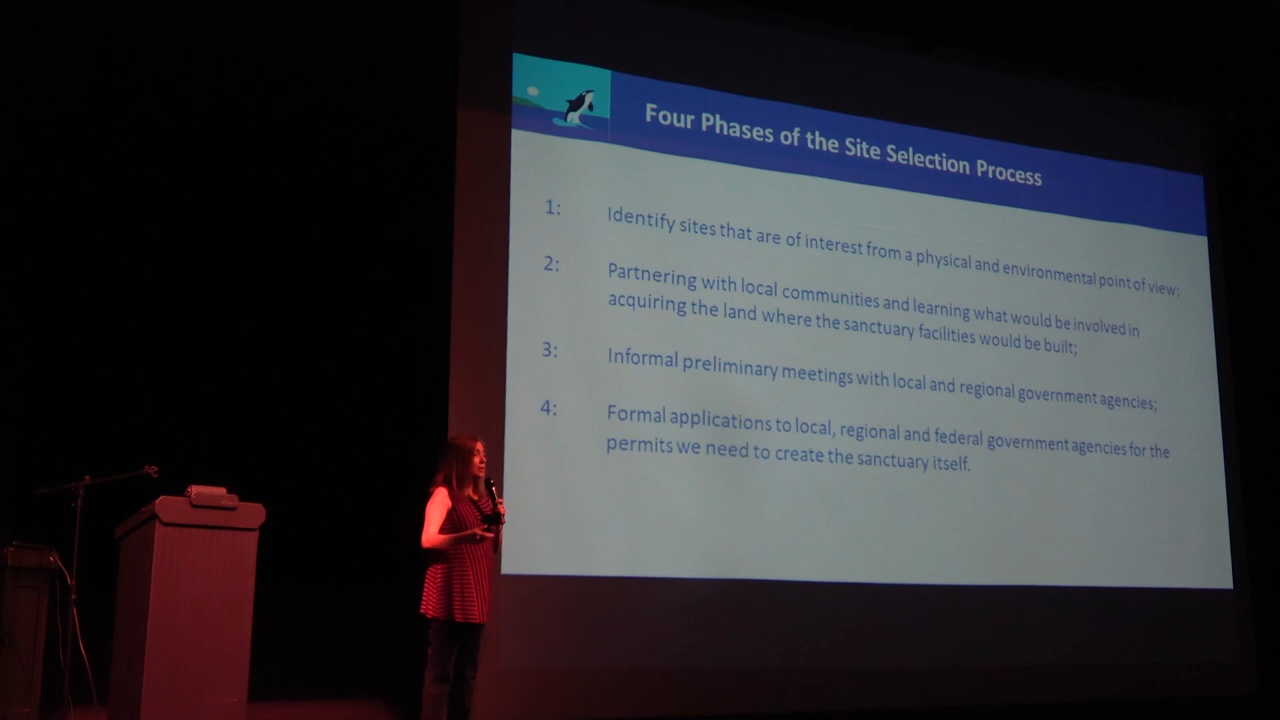 Four Phases of the Site Selection Process
1: Identify sites that are of interest from a physical and environmental point of view;
2: Partnering with local communities and learning what would be involved in
acquiring the land where the sanctuary facilities would be built;
3: Informal preliminary meetings with local and regional government agencies;
4: Formal applications to local, regional and federal government agencies for the
permits we need to create the sanctuary itself.